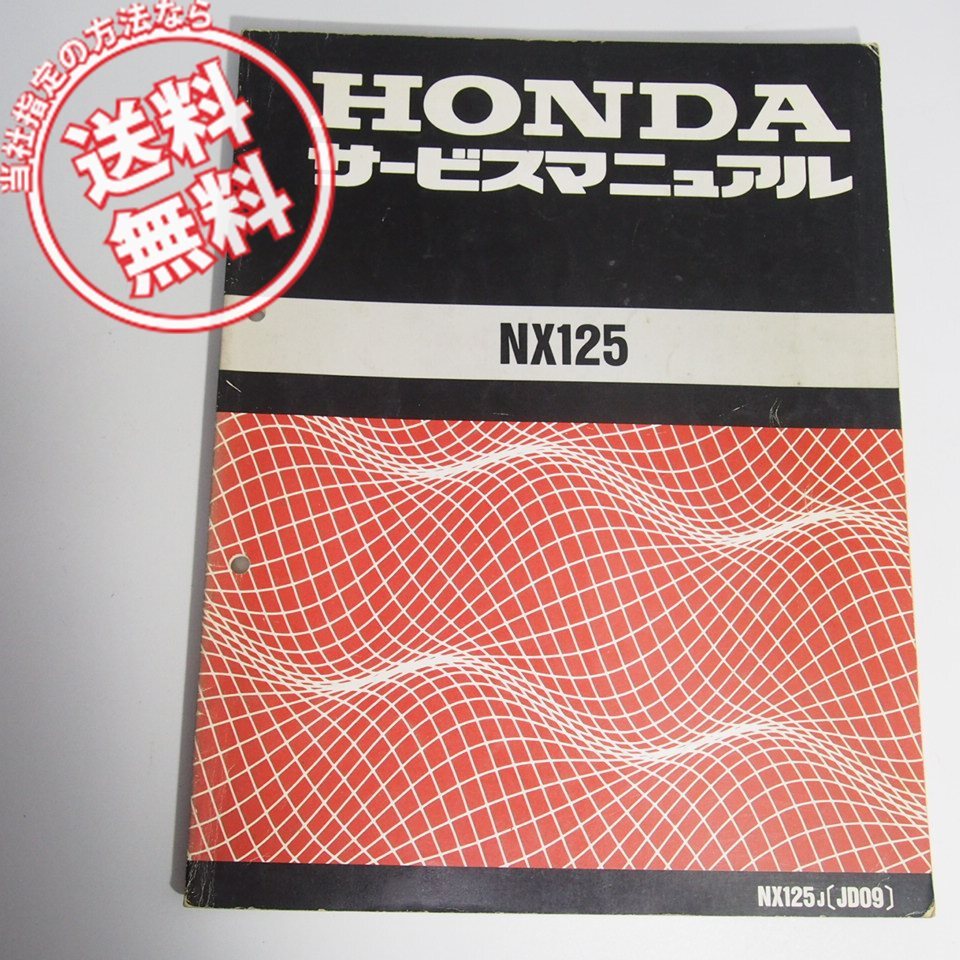 当社指定の方法なら
送料
無料
HONDA
サービスマニュアル
NX125
NX125J〔JD09〕